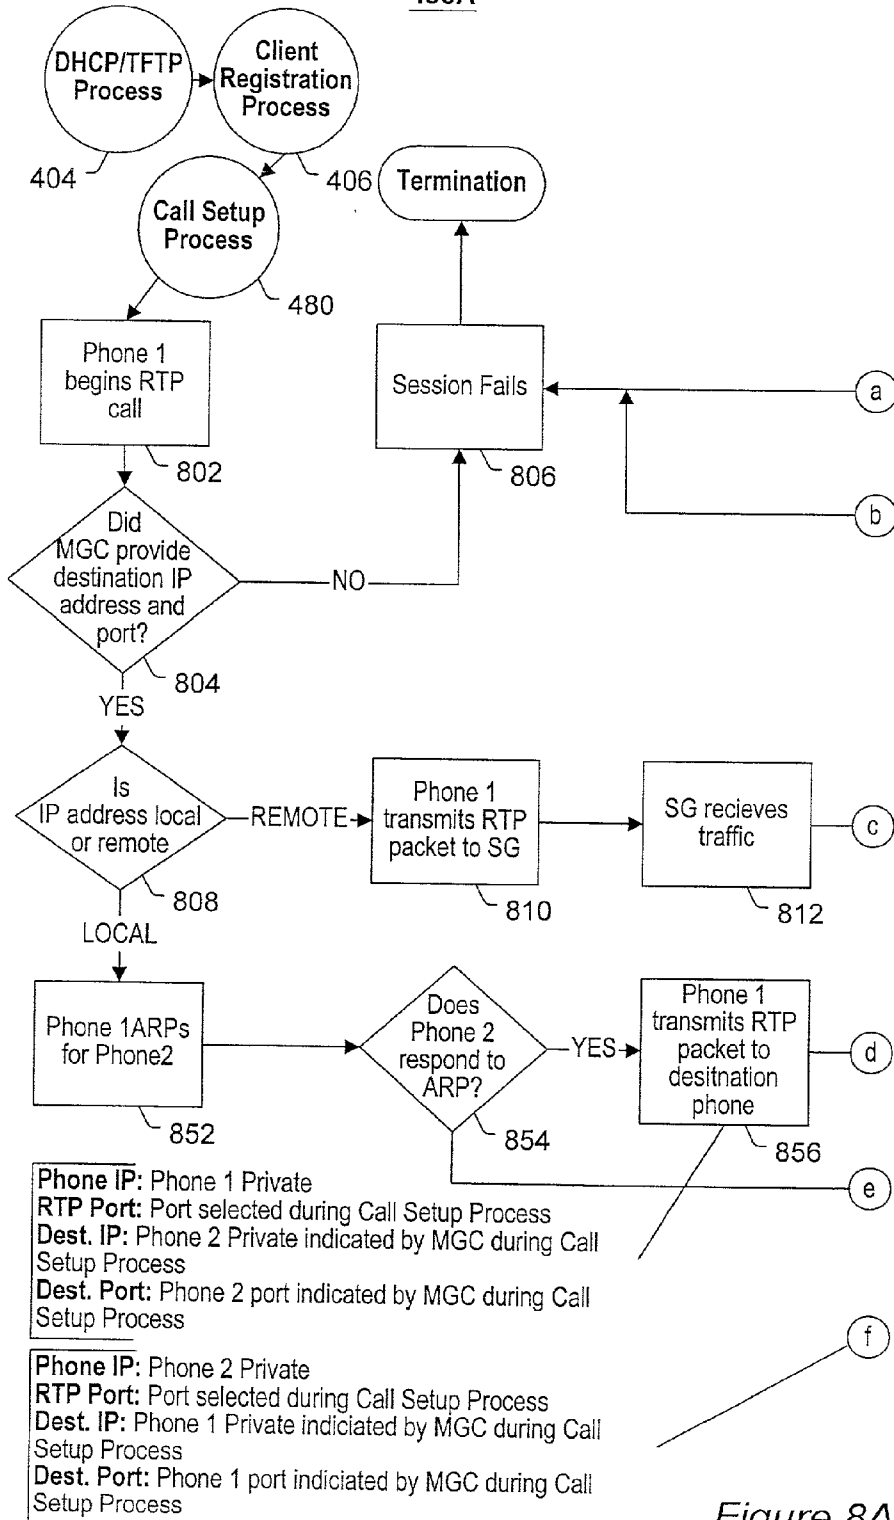 DHCP/TFTP
Process
Client
Registration
Process
404
406
Termination
Call Setup
Process
480
Phone 1
begins RTP
call
802
Session Fails
806
a
b
Did
MGC provide
destination IP
address and
port?
NO
804
YES
Is
IP address local
or remote
REMOTE
808
Phone 1
transmits RTP
packet to SG
810
SG recieves
traffic
812
c
LOCAL
Phone 1ARPs
for Phone2
852
Does
Phone 2
respond to
ARP?
YES
854
Phone 1
transmits RTP
packet to
desitnation
phone
856
d
e
Phone IP: Phone 1 Private
RTP Port: Port selected during Call Setup Process
Dest. IP: Phone 2 Private indicated by MGC during Call
Setup Process
Dest. Port: Phone 2 port indicated by MGC during Call
Setup Process
f
Phone IP: Phone 2 Private
RTP Port: Port selected during Call Setup Process
Dest. IP: Phone 1 Private indiciated by MGC during Call
Setup Process
Dest. Port: Phone 1 port indiciated by MGC during Call
Setup Process
Figure 8A